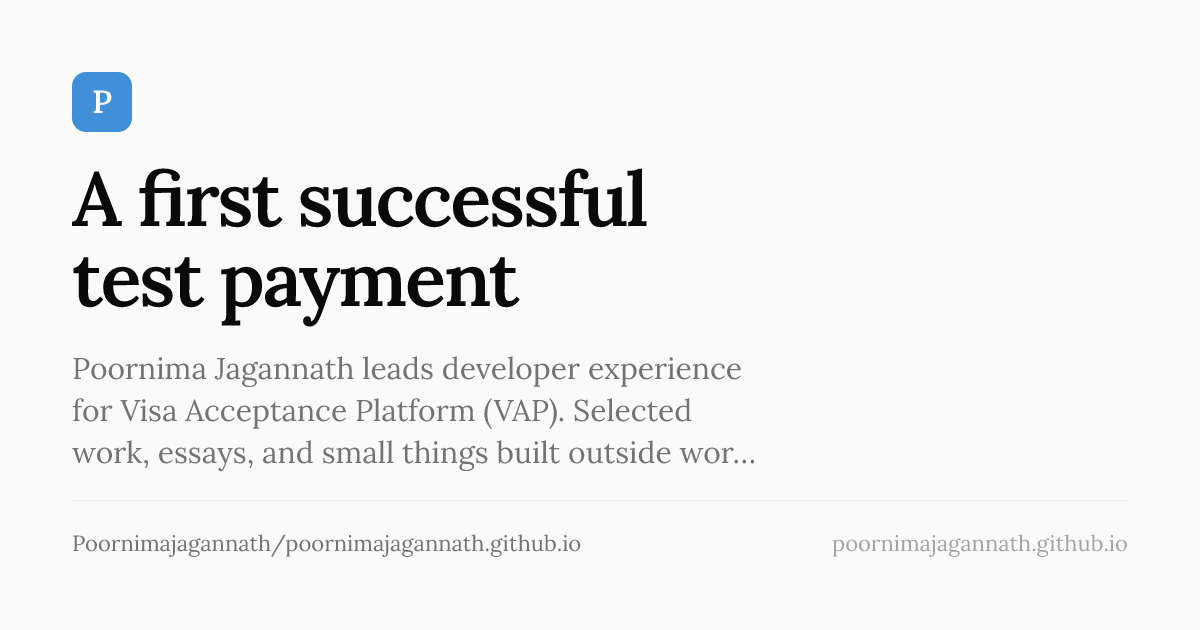 P
A first successful
test payment
Poornima Jagannath leads developer experience
for Visa Acceptance Platform (VAP). Selected
work, essays, and small things built outside wor…
Poornimajagannath/poornimajagannath.github.io
poornimajagannath.github.io